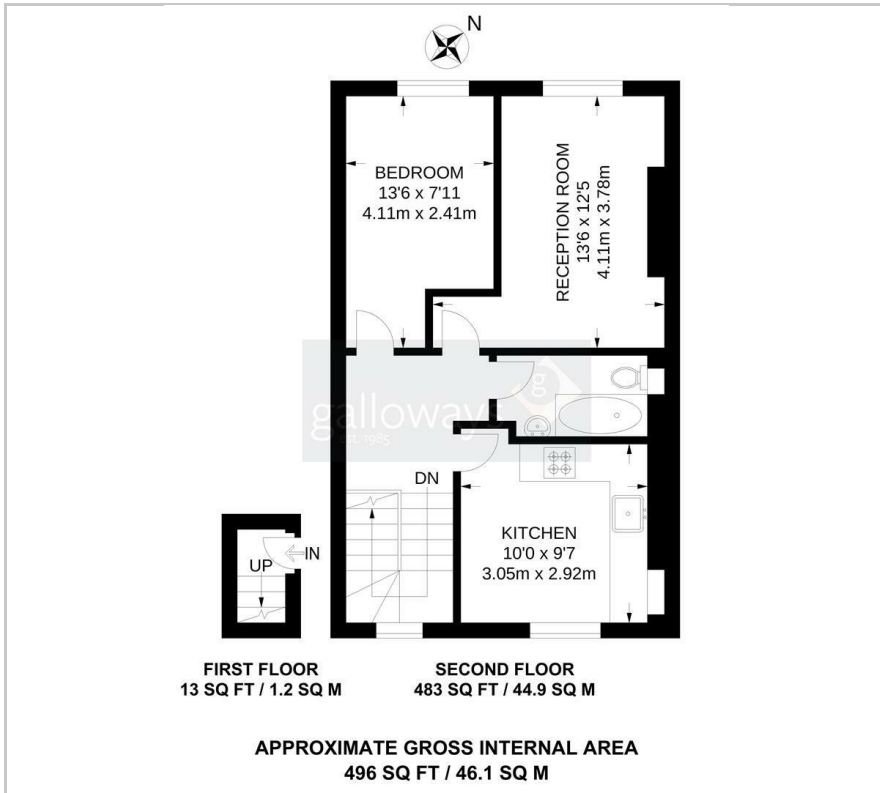 N
BEDROOM
13'6 x 7'11
4.11m x 2.41m
RECEPTION ROOM
13'6 x 12'5
4.11m x 3.78m
g
galloways
est. 1985
DN
KITCHEN
10'0 x 9'7
3.05m x 2.92m
UP
IN
FIRST FLOOR
13 SQ FT / 1.2 SQ M
SECOND FLOOR
483 SQ FT / 44.9 SQ M
APPROXIMATE GROSS INTERNAL AREA
496 SQ FT / 46.1 SQ M